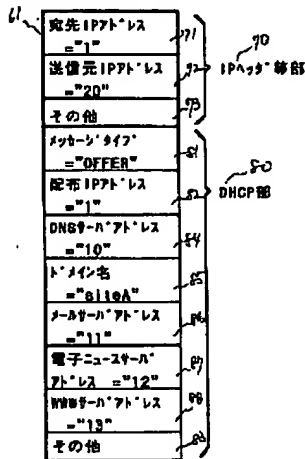 61
宛先IPアドレス
="1"
71
送信元IPアドレス
="20"
72
その他
73
70
IPヘッダ等部
メッセージタイプ
="OFFER"
81
配布IPアドレス
="1"
82
80
DHCP部
DNSサーバアドレス
="10"
84
ドメイン名
="siteA"
85
メールサーバアドレス
="11"
86
電子ニュースサーバ
アドレス ="12"
87
WWWサーバアドレス
="13"
88
その他